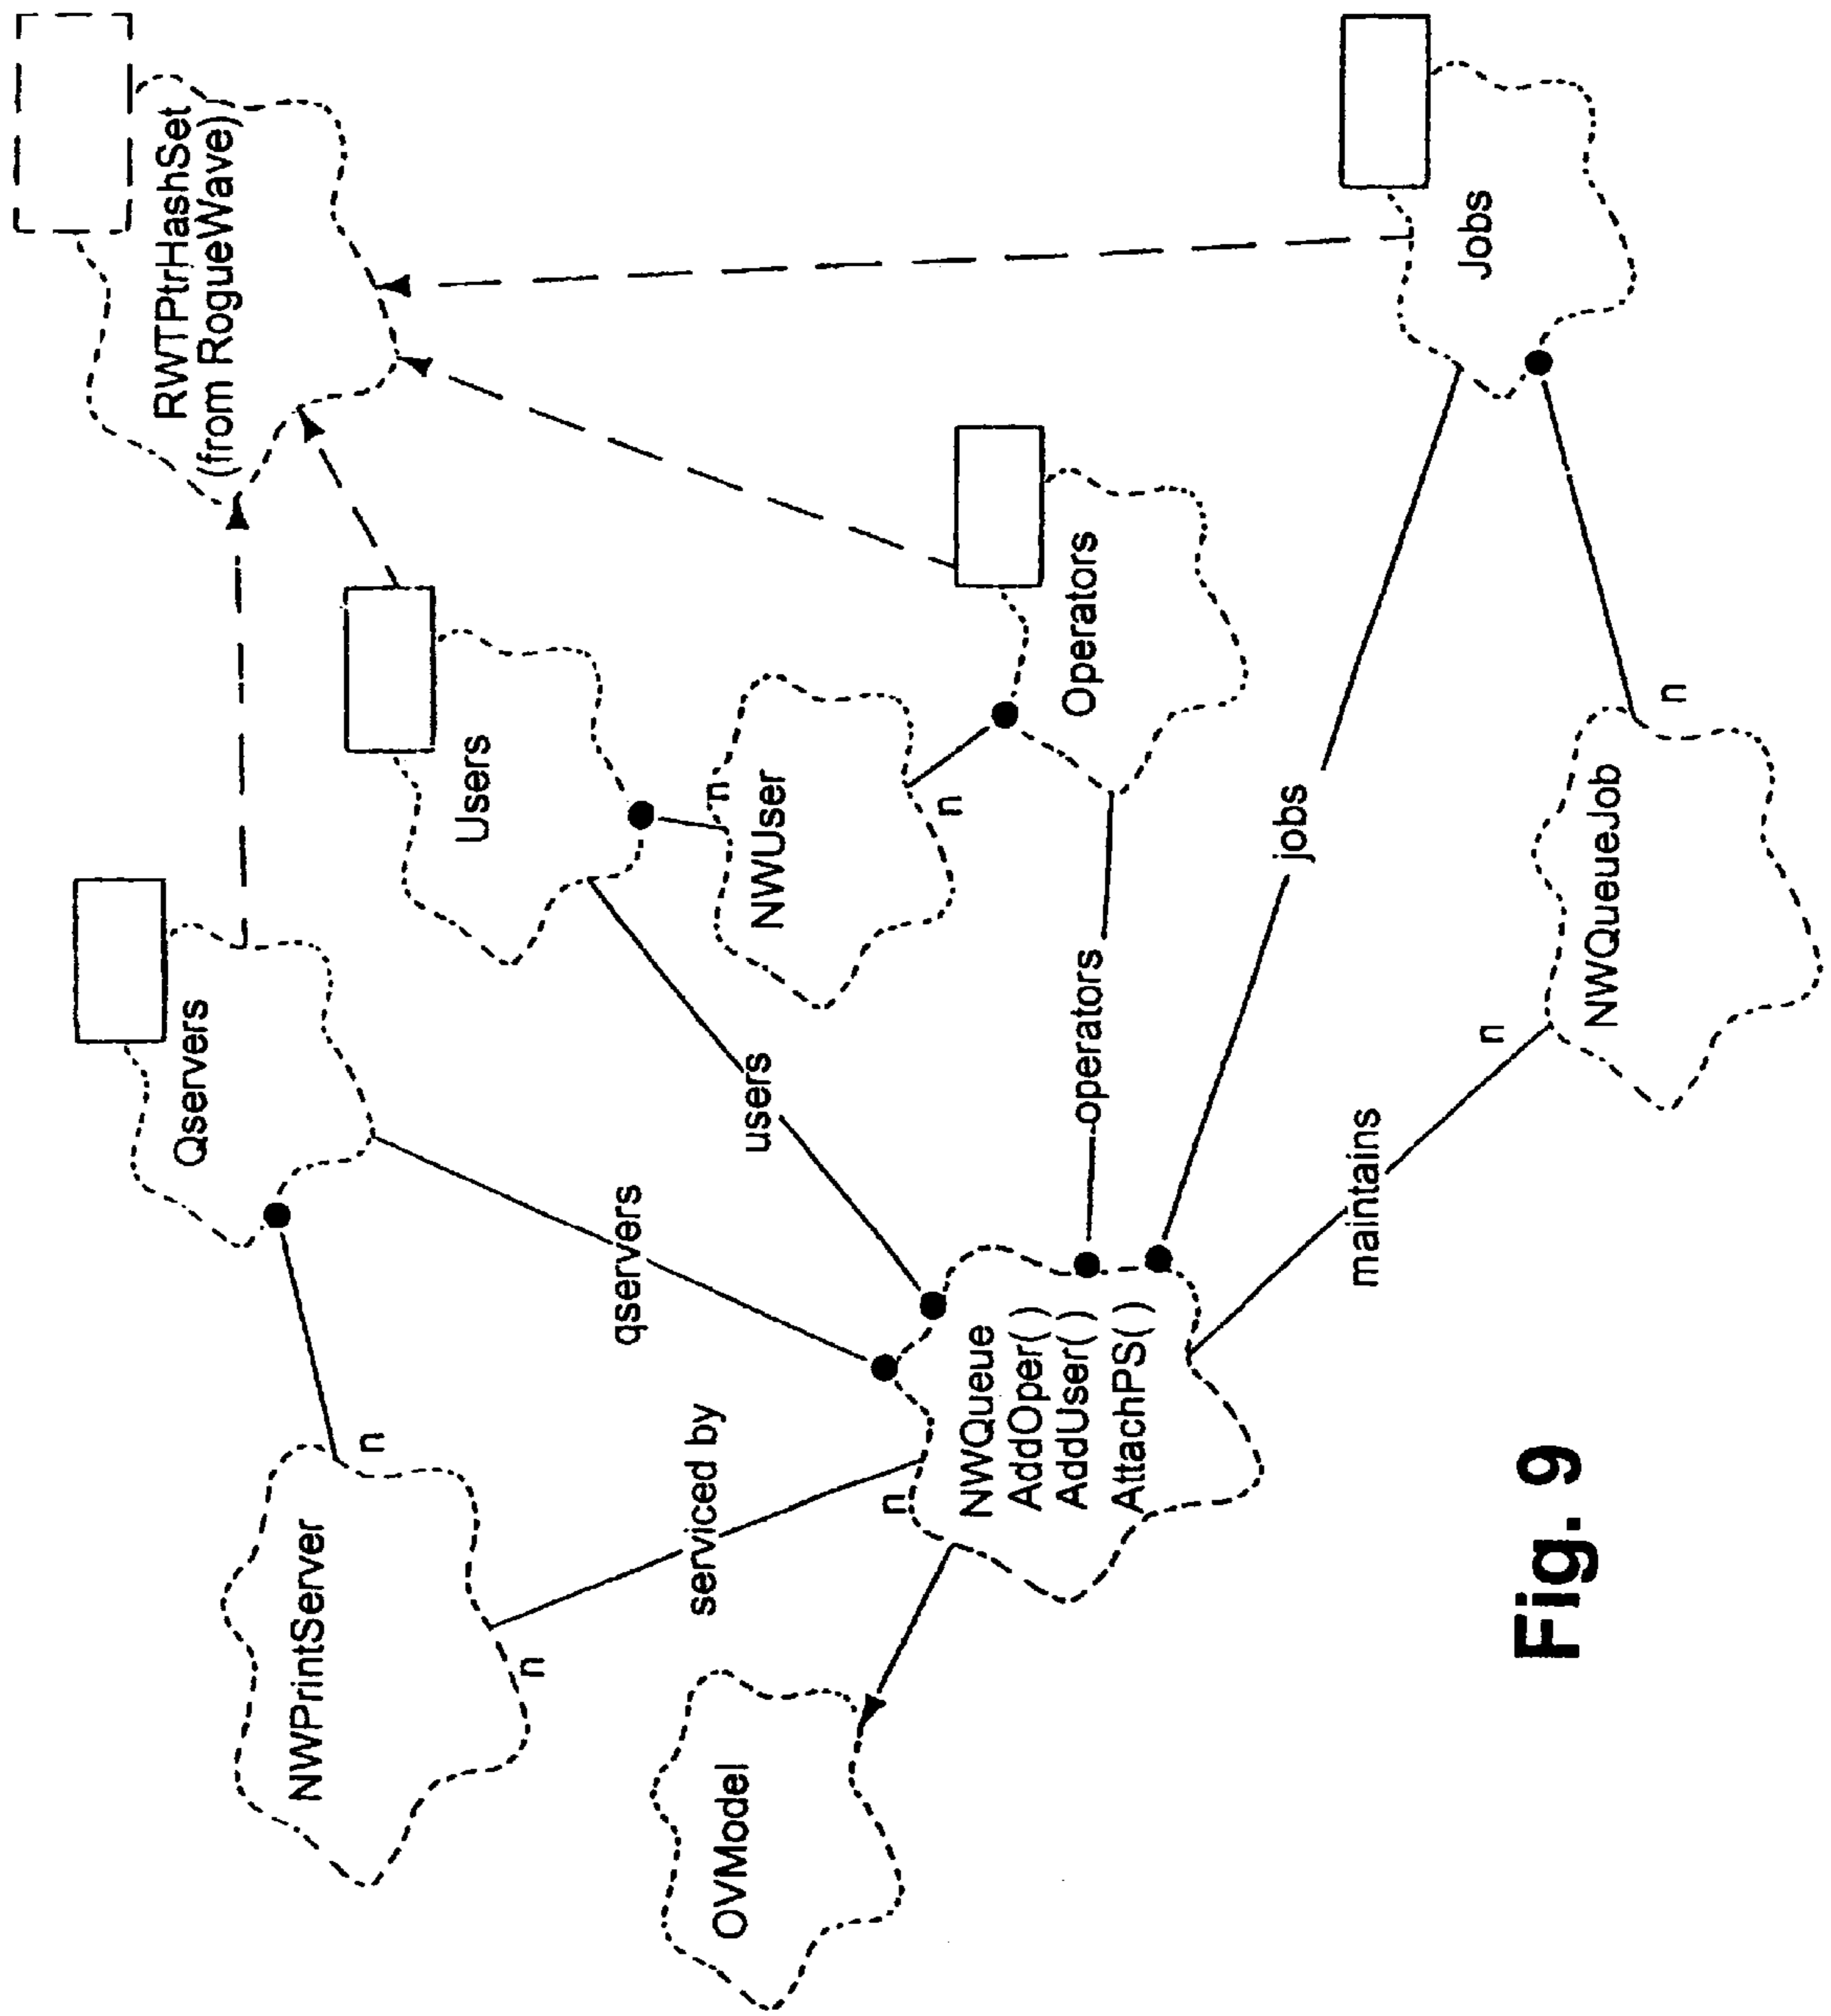 RWTPtrHashSet
(from RogueWave)
Qservers
Users
NWUser
n
n
Operators
Jobs
NWPrintServer
n
n
qservers
users
operators
jobs
serviced by
n
OVModel
NWQueue
AddOper( )
AddUser( )
AttachPS( )
maintains
n
n
NWQueueJob
Fig. 9